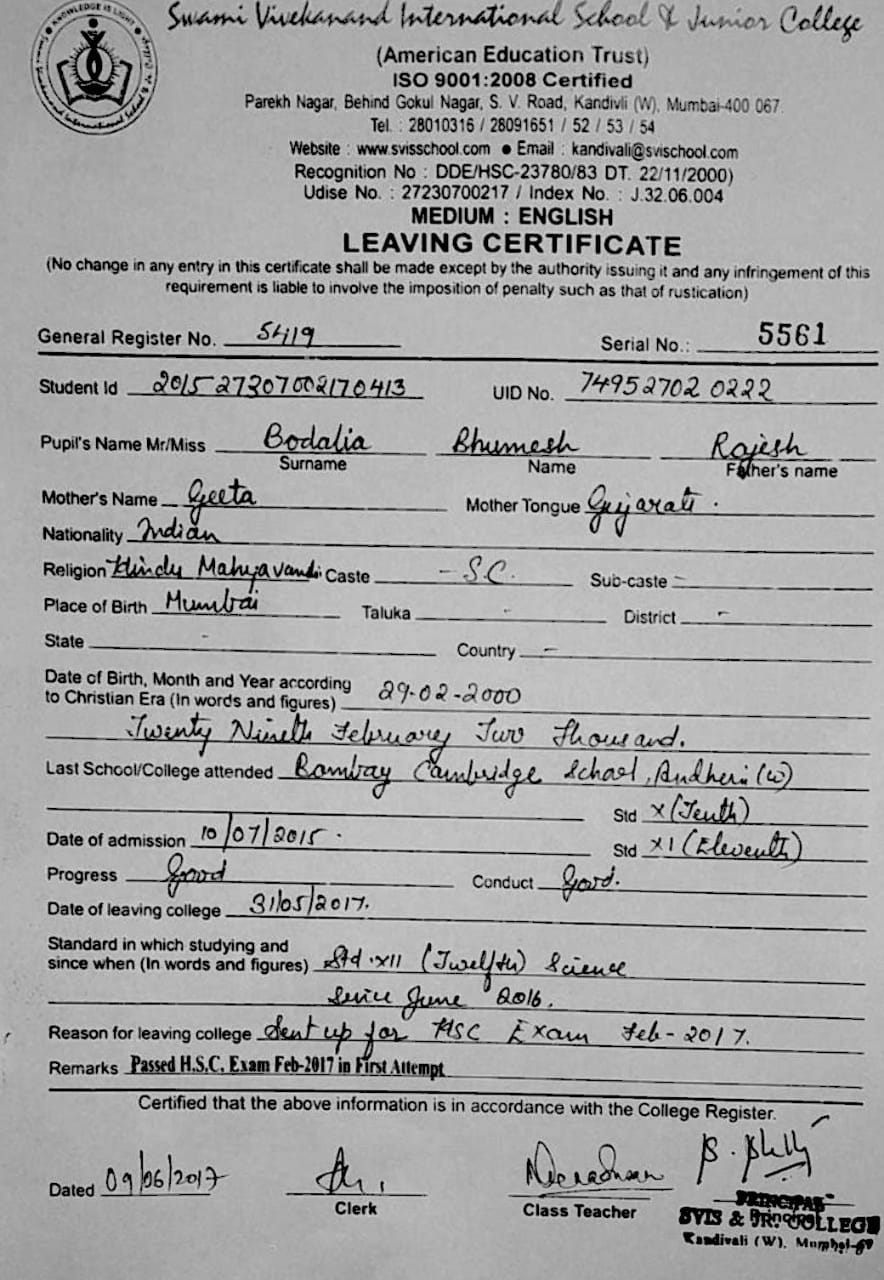 KNOWLEDGE IS LIGHT
Swami Vivekanand International School & Junior College
(American Education Trust)
ISO 9001:2008 Certified
Parekh Nagar, Behind Gokul Nagar, S. V. Road, Kandivli (W), Mumbai-400 067.
Tel. : 28010316 / 28091651 / 52 / 53 / 54
Website : www.svisschool.com ● Email : kandivali@svischool.com
Recognition No : DDE/HSC-23780/83 DT. 22/11/2000)
Udise No. : 27230700217 / Index No. : J.32.06.004
MEDIUM : ENGLISH
LEAVING CERTIFICATE
(No change in any entry in this certificate shall be made except by the authority issuing it and any infringement of this
requirement is liable to involve the imposition of penalty such as that of rustication)
General Register No. 5419 Serial No.: 5561
Student Id 2015 27307002170413 UID No. 749527020222
Pupil's Name Mr/Miss Bodalia Bhumesh Rajesh
Surname Name Father's name
Mother's Name Geeta Mother Tongue Gujarati.
Nationality Indian
Religion Hindu Mahyavanshi Caste - S.C. Sub-caste -
Place of Birth Mumbai Taluka - District -
State - Country -
Date of Birth, Month and Year according
to Christian Era (In words and figures) 29-02-2000
Twenty Nineth February Two Thousand.
Last School/College attended Bombay Cambridge School, Andheri (W)
Std X (Tenth)
Date of admission 10/07/2015. Std XI (Eleventh)
Progress Good Conduct Good.
Date of leaving college 31/05/2017.
Standard in which studying and
since when (In words and figures) Std. XII (Twelfth) Science
Since June 2016.
Reason for leaving college Sent up for HSC Exam Feb-2017.
Remarks Passed H.S.C. Exam Feb-2017 in First Attempt
Certified that the above information is in accordance with the College Register.
Dated 09/06/2017
Clerk Class Teacher Principal
PRINCIPAL
SVIS & JR. COLLEGE
Kandivali (W), Mumbai-67